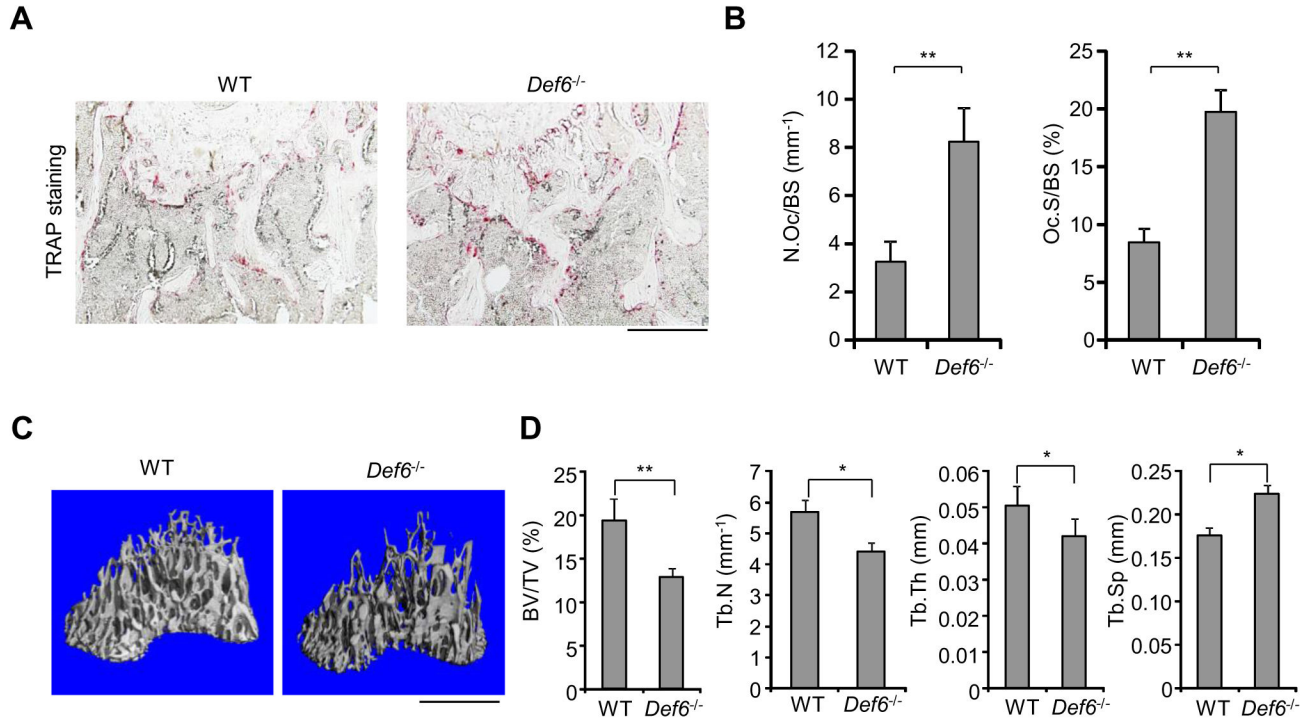 A
WT
Def6-/-
TRAP staining
B
N.Oc/BS (mm-1)
12
10
8
6
4
2
0
WT
Def6-/-
**
Oc.S/BS (%)
25
20
15
10
5
0
WT
Def6-/-
**
C
WT
Def6-/-
D
BV/TV (%)
25
20
15
10
5
0
WT
Def6-/-
**
Tb.N (mm-1)
7
6
5
4
3
2
1
0
WT
Def6-/-
*
Tb.Th (mm)
0.06
0.05
0.04
0.03
0.02
0.01
0
WT
Def6-/-
*
Tb.Sp (mm)
0.25
0.20
0.15
0.10
0.05
0.00
WT
Def6-/-
*